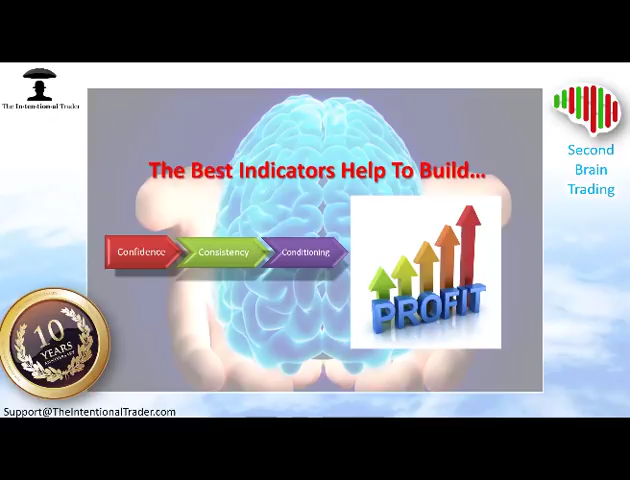 The Intentional Trader
The Best Indicators Help To Build...
Second
Brain
Trading
Confidence
Consistency
Conditioning
PROFIT
10
YEARS
ANNIVERSARY
Support@TheIntentionalTrader.com